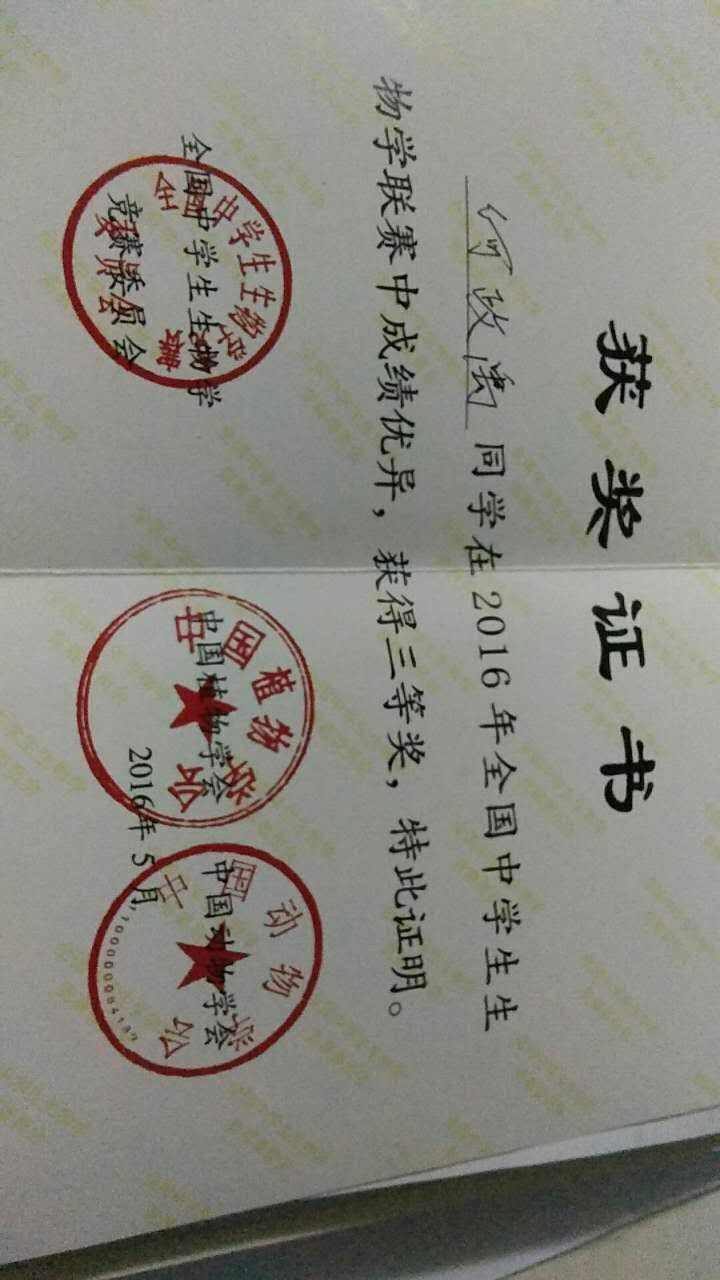 获奖证书
何政禹同学在2016年全国中学生生
物学联赛中成绩优异，获得三等奖，特此证明。
全国中学生生物学
竞赛委员会
全国中学生生物学竞赛
委员会
中国植物学会
中国植物学会
中国动物学会
中国动物学会
2016年 5 月